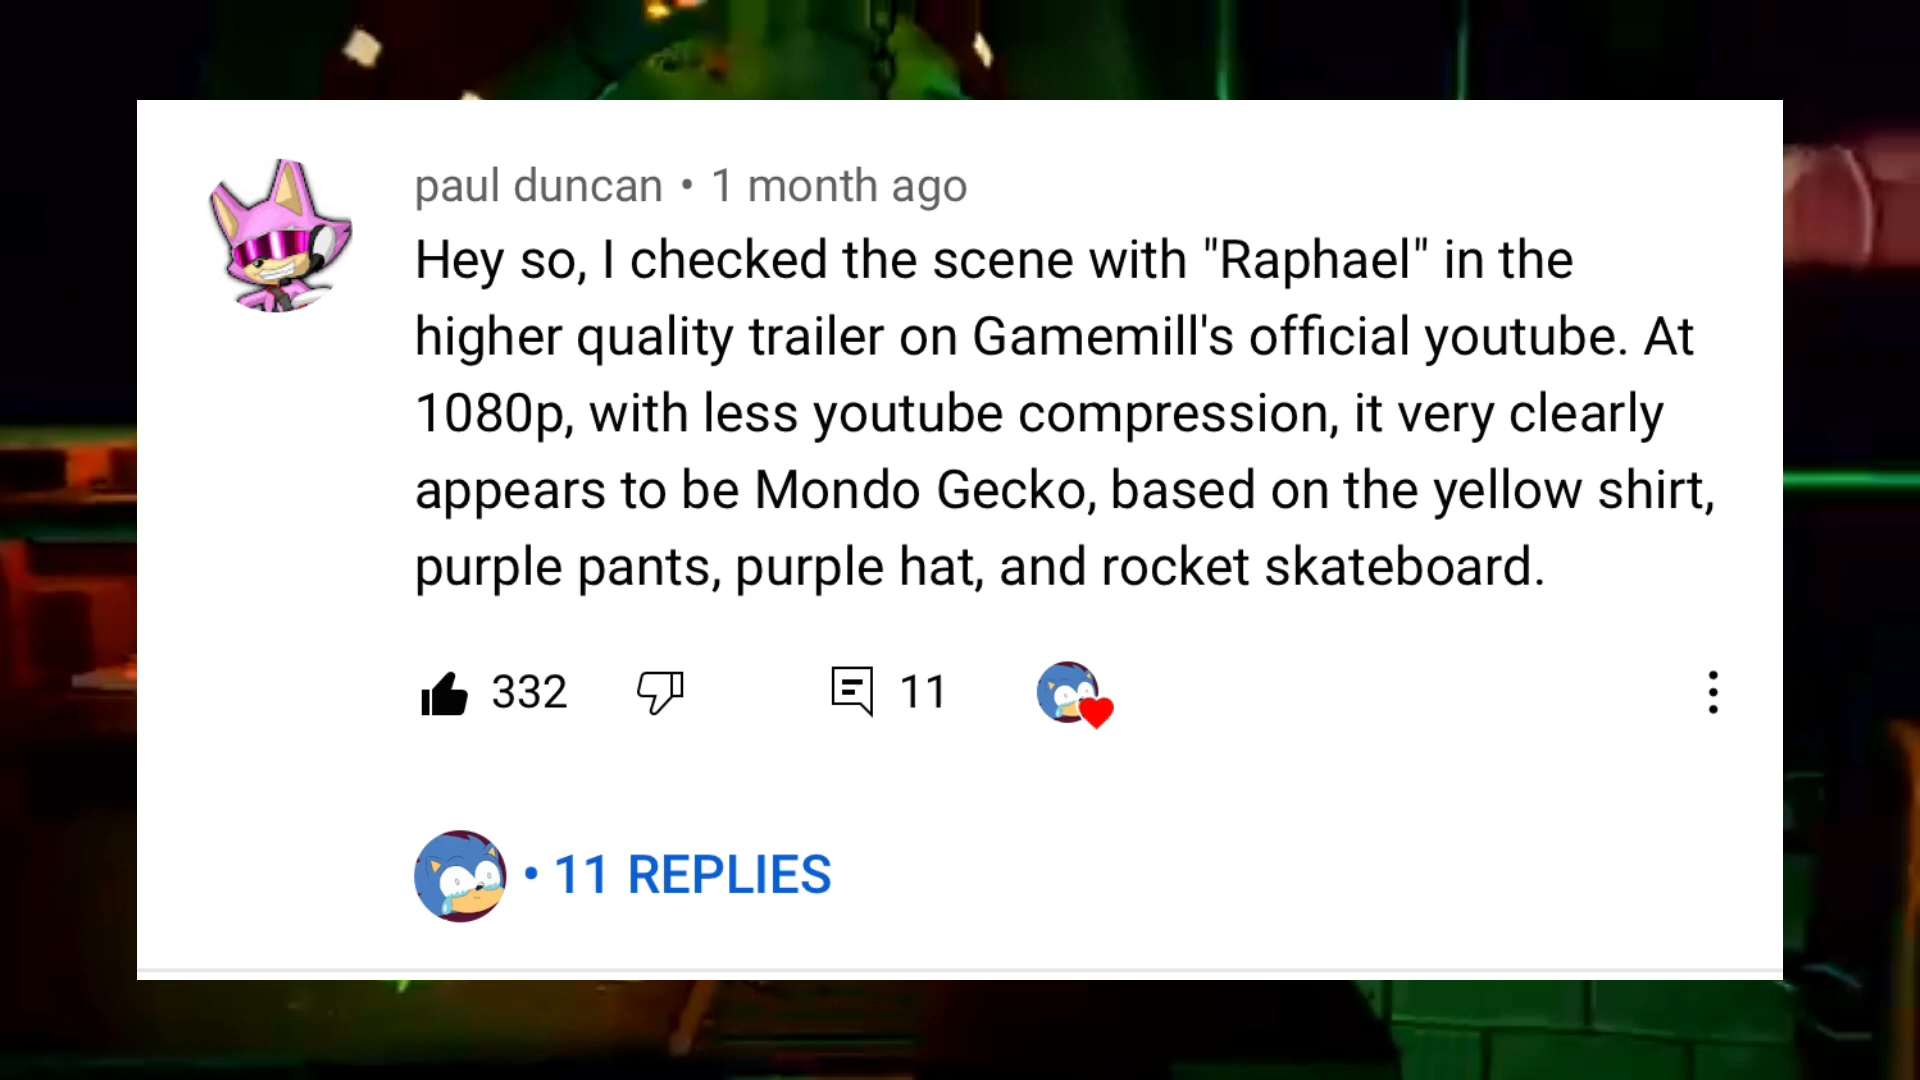 paul duncan • 1 month ago
Hey so, I checked the scene with "Raphael" in the
higher quality trailer on Gamemill's official youtube. At
1080p, with less youtube compression, it very clearly
appears to be Mondo Gecko, based on the yellow shirt,
purple pants, purple hat, and rocket skateboard.
332 11
• 11 REPLIES